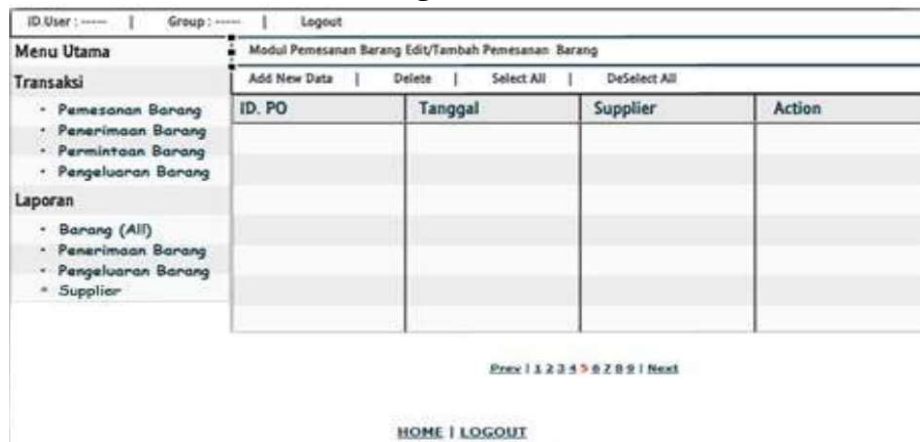 ID.User : ----- | Group : ----- | Logout
Menu Utama
Modul Pemesanan Barang Edit/Tambah Pemesanan Barang
Transaksi
Add New Data | Delete | Select All | DeSelect All
• Pemesanan Barang
• Penerimaan Barang
• Permintaan Barang
• Pengeluaran Barang
ID. PO Tanggal Supplier Action
Laporan
• Barang (All)
• Penerimaan Barang
• Pengeluaran Barang
• Supplier
Prev | 1 2 3 4 5 6 7 8 9 | Next
HOME | LOGOUT